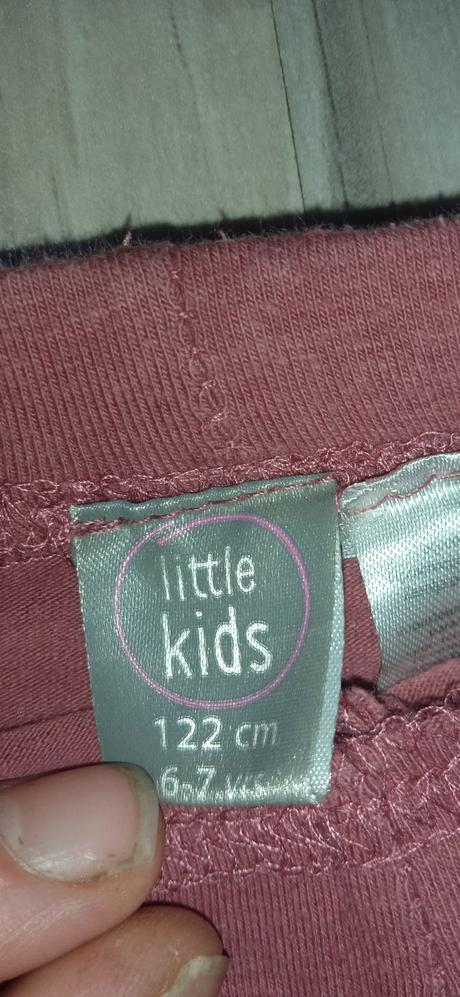 little
kids
122 cm
6-7 yrs